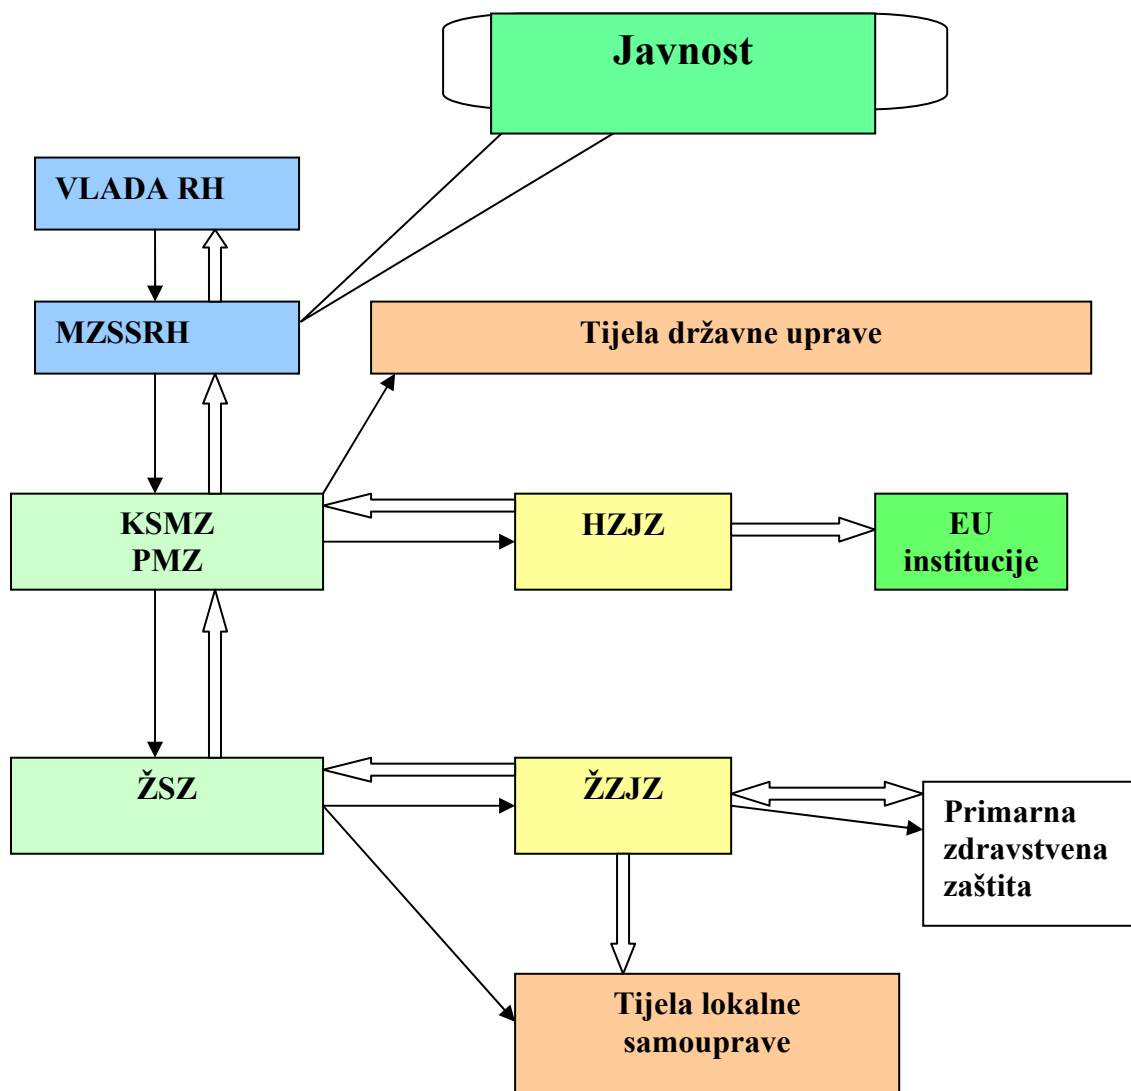 Javnost
VLADA RH
MZSSRH
Tijela državne uprave
KSMZ
PMZ
HZJZ
EU
institucije
ŽSZ
ŽZJZ
Primarna
zdravstvena
zaštita
Tijela lokalne
samouprave